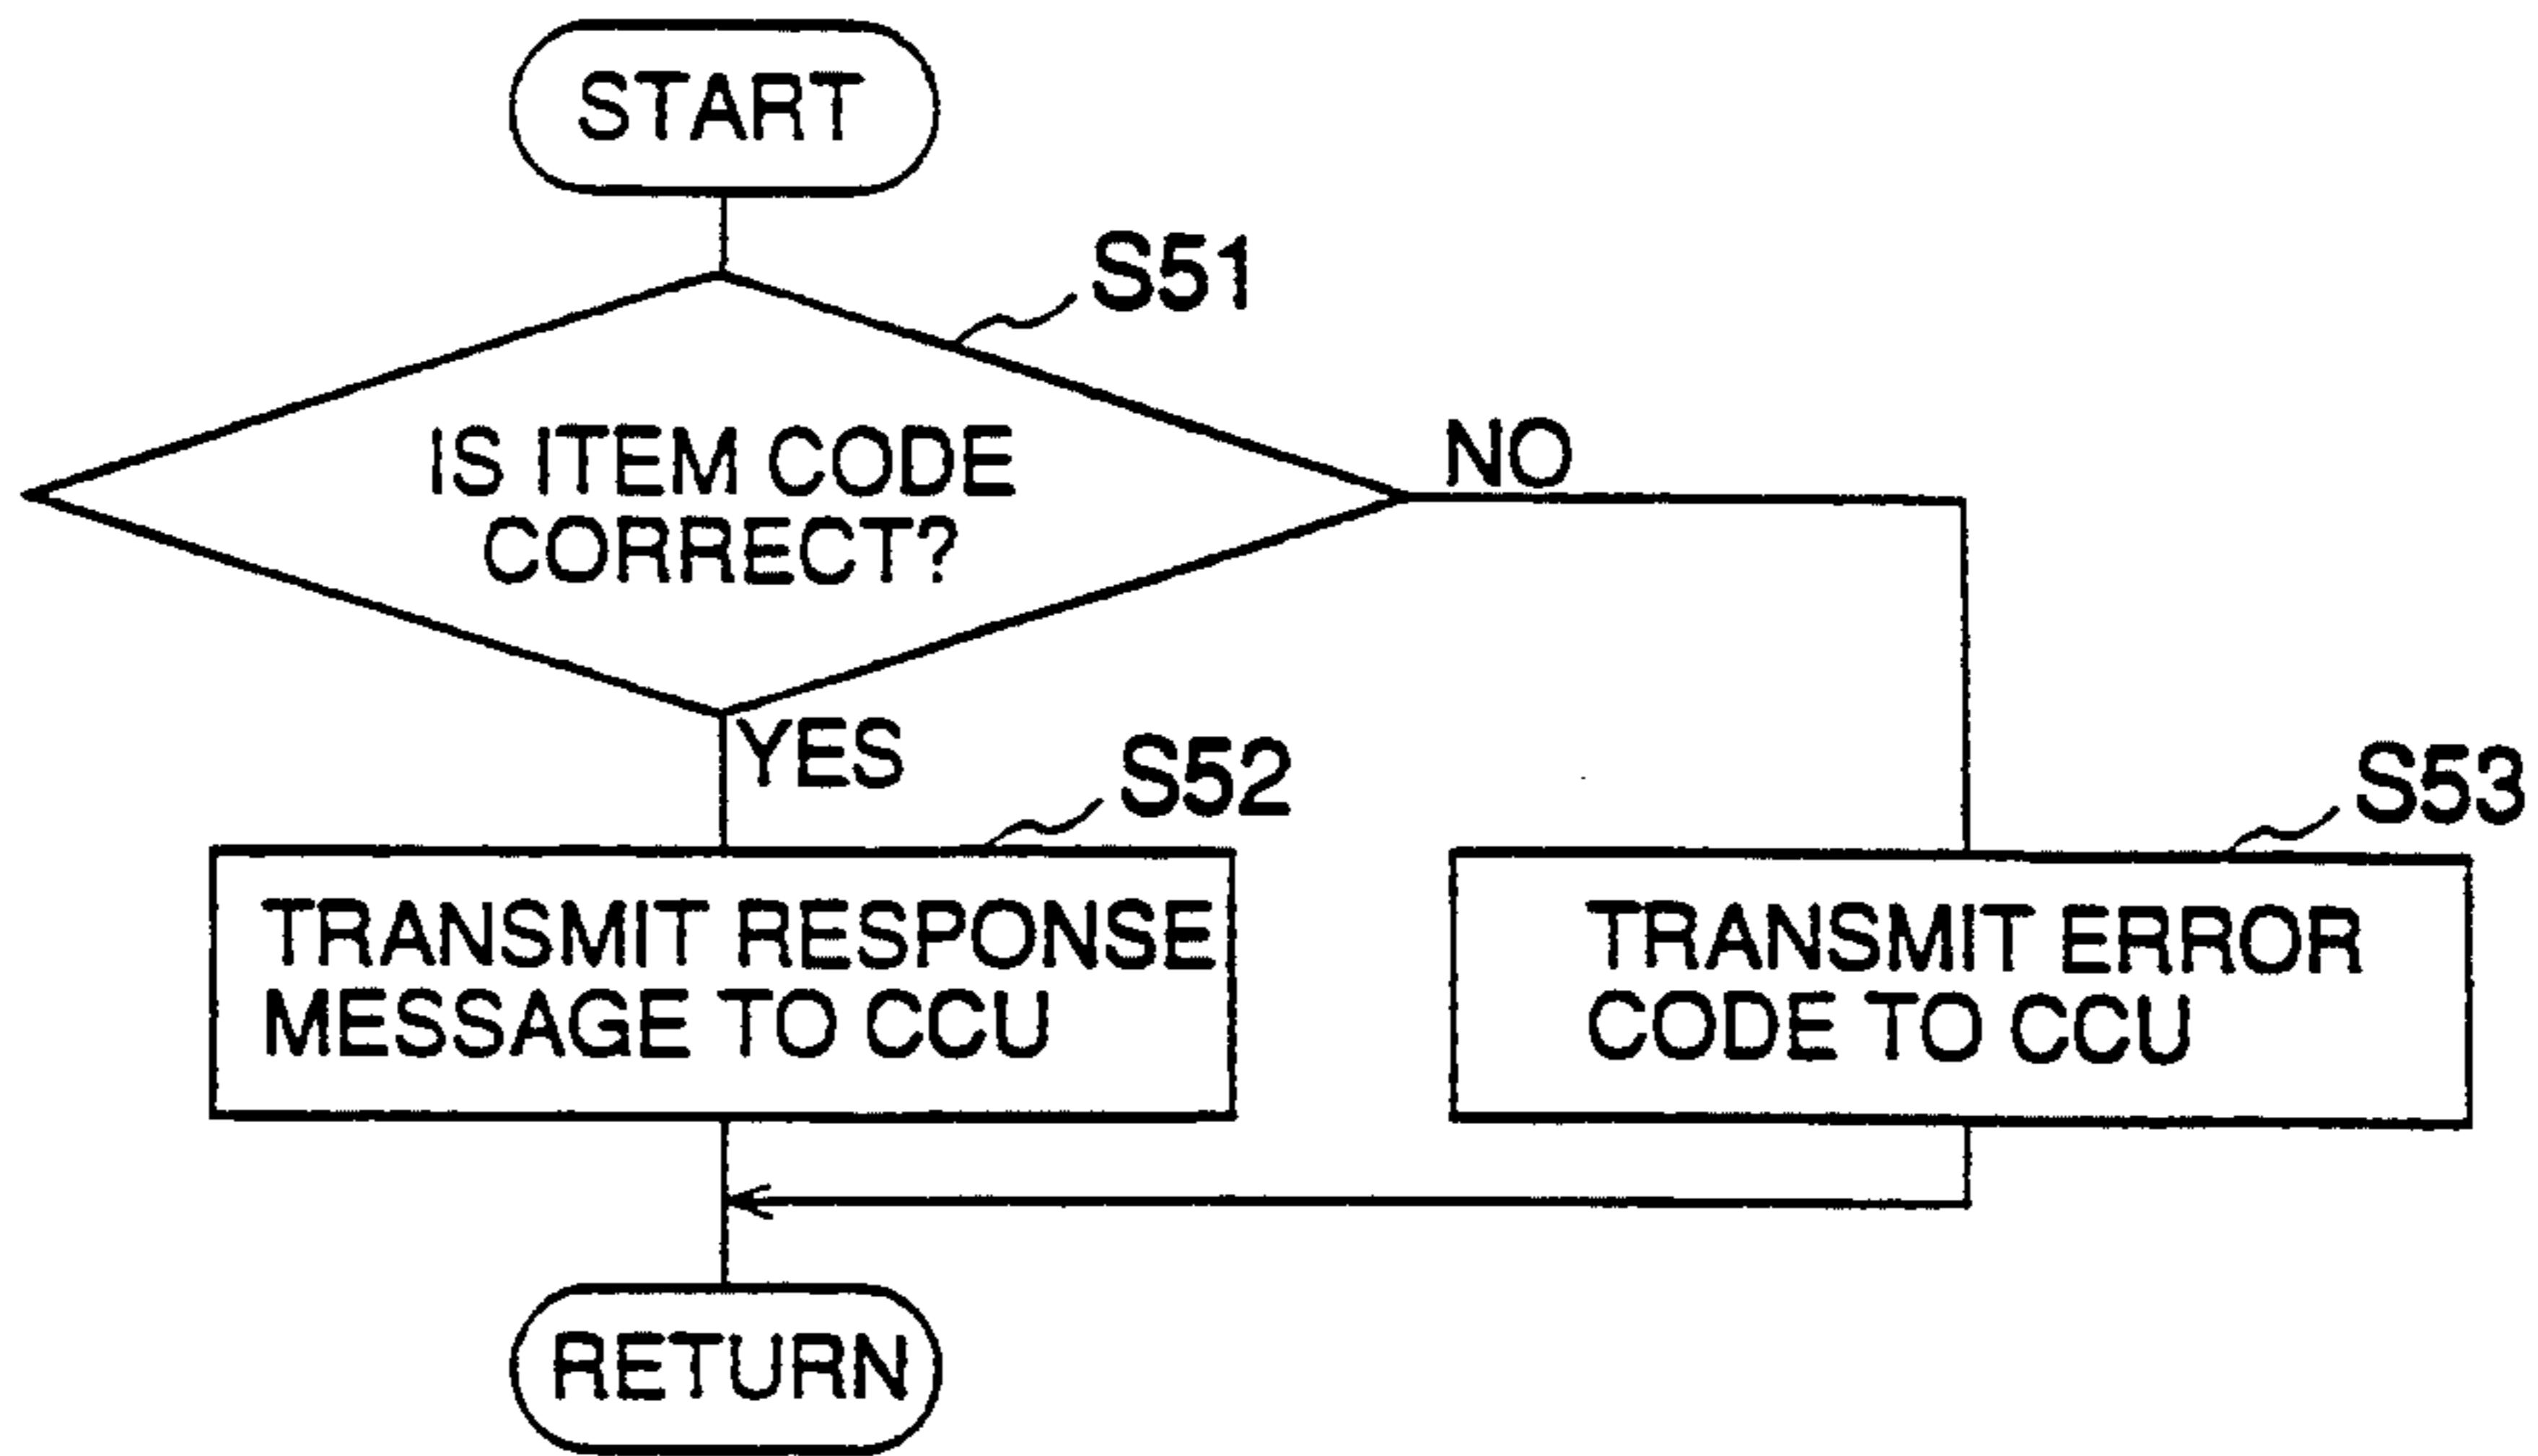 START
S51
IS ITEM CODE
CORRECT?
NO
YES
S52
TRANSMIT RESPONSE
MESSAGE TO CCU
S53
TRANSMIT ERROR
CODE TO CCU
RETURN